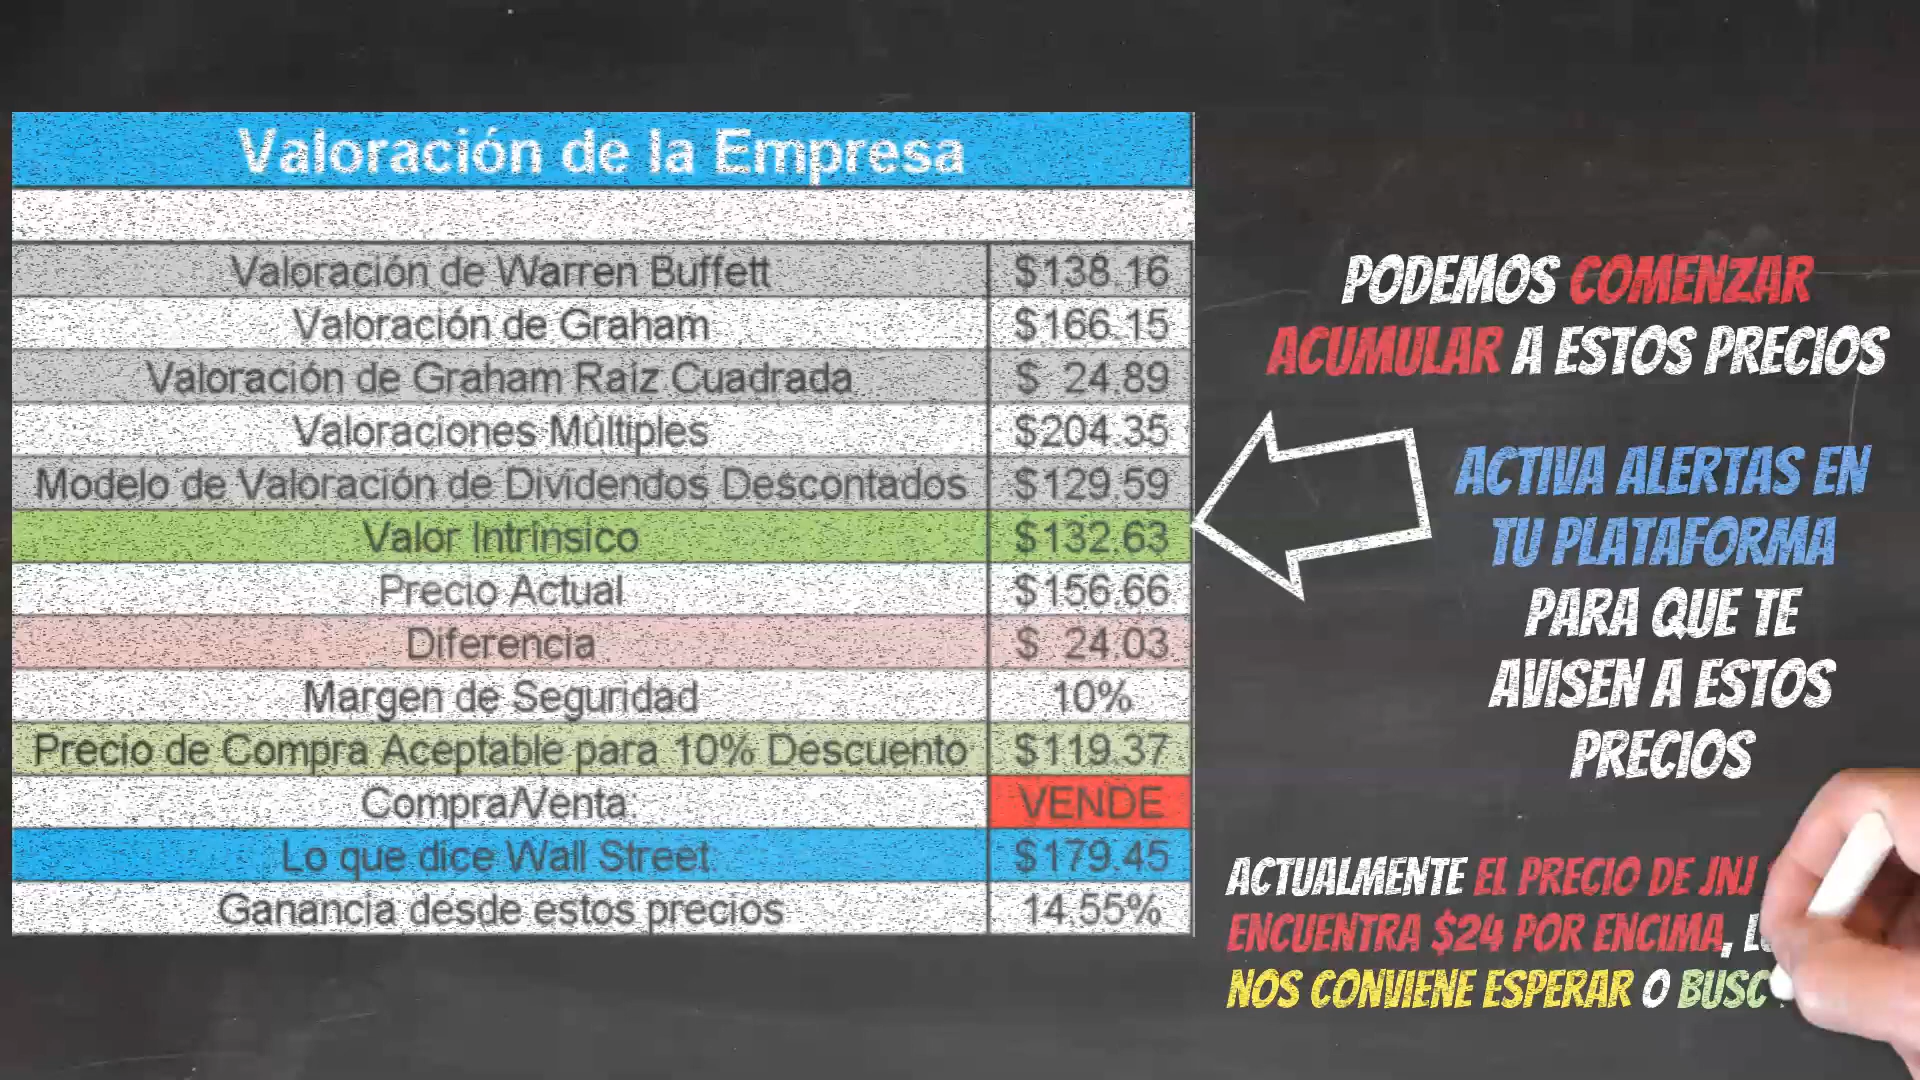 Valoración de la Empresa
Valoración de Warren Buffett $138.16
Valoración de Graham $166.15
Valoración de Graham Raíz Cuadrada $ 24.89
Valoraciones Múltiples $204.35
Modelo de Valoración de Dividendos Descontados $129.59
Valor Intrínsico $132.63
Precio Actual $156.66
Diferencia $ 24.03
Margen de Seguridad 10%
Precio de Compra Aceptable para 10% Descuento $119.37
Compra/Venta: VENDE
Lo que dice Wall Street: $179.45
Ganancia desde estos precios 14.55%
PODEMOS COMENZAR
ACUMULAR A ESTOS PRECIOS
ACTIVA ALERTAS EN
TU PLATAFORMA
PARA QUE TE
AVISEN A ESTOS
PRECIOS
ACTUALMENTE EL PRECIO DE JNJ
ENCUENTRA $24 POR ENCIMA,
NOS CONVIENE ESPERAR O